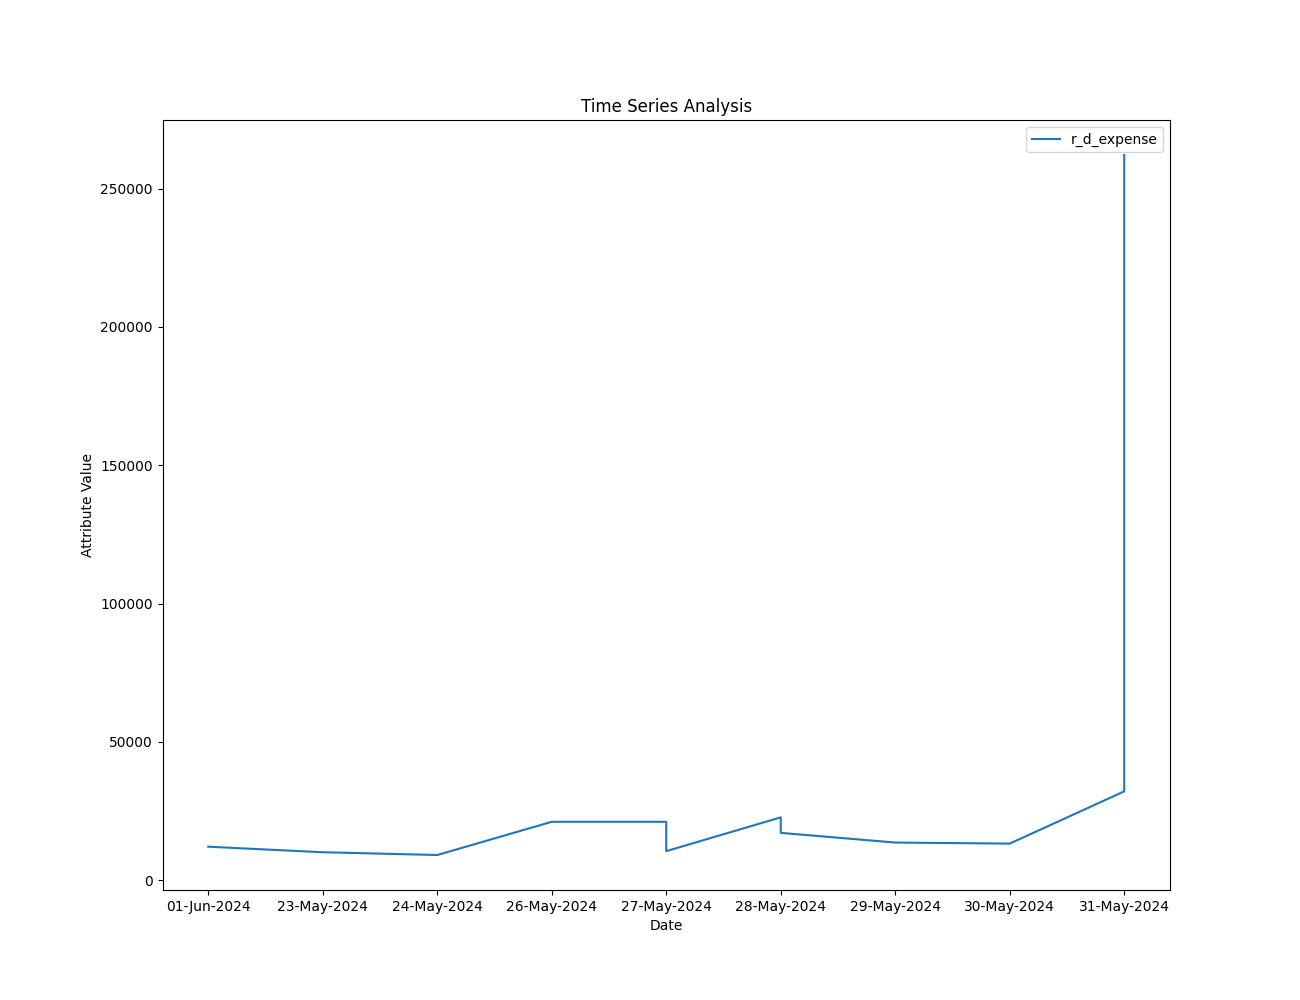 Time Series Analysis
r_d_expense
250000
200000
150000
100000
50000
0
Attribute Value
01-Jun-2024
23-May-2024
24-May-2024
26-May-2024
27-May-2024
28-May-2024
29-May-2024
30-May-2024
31-May-2024
Date